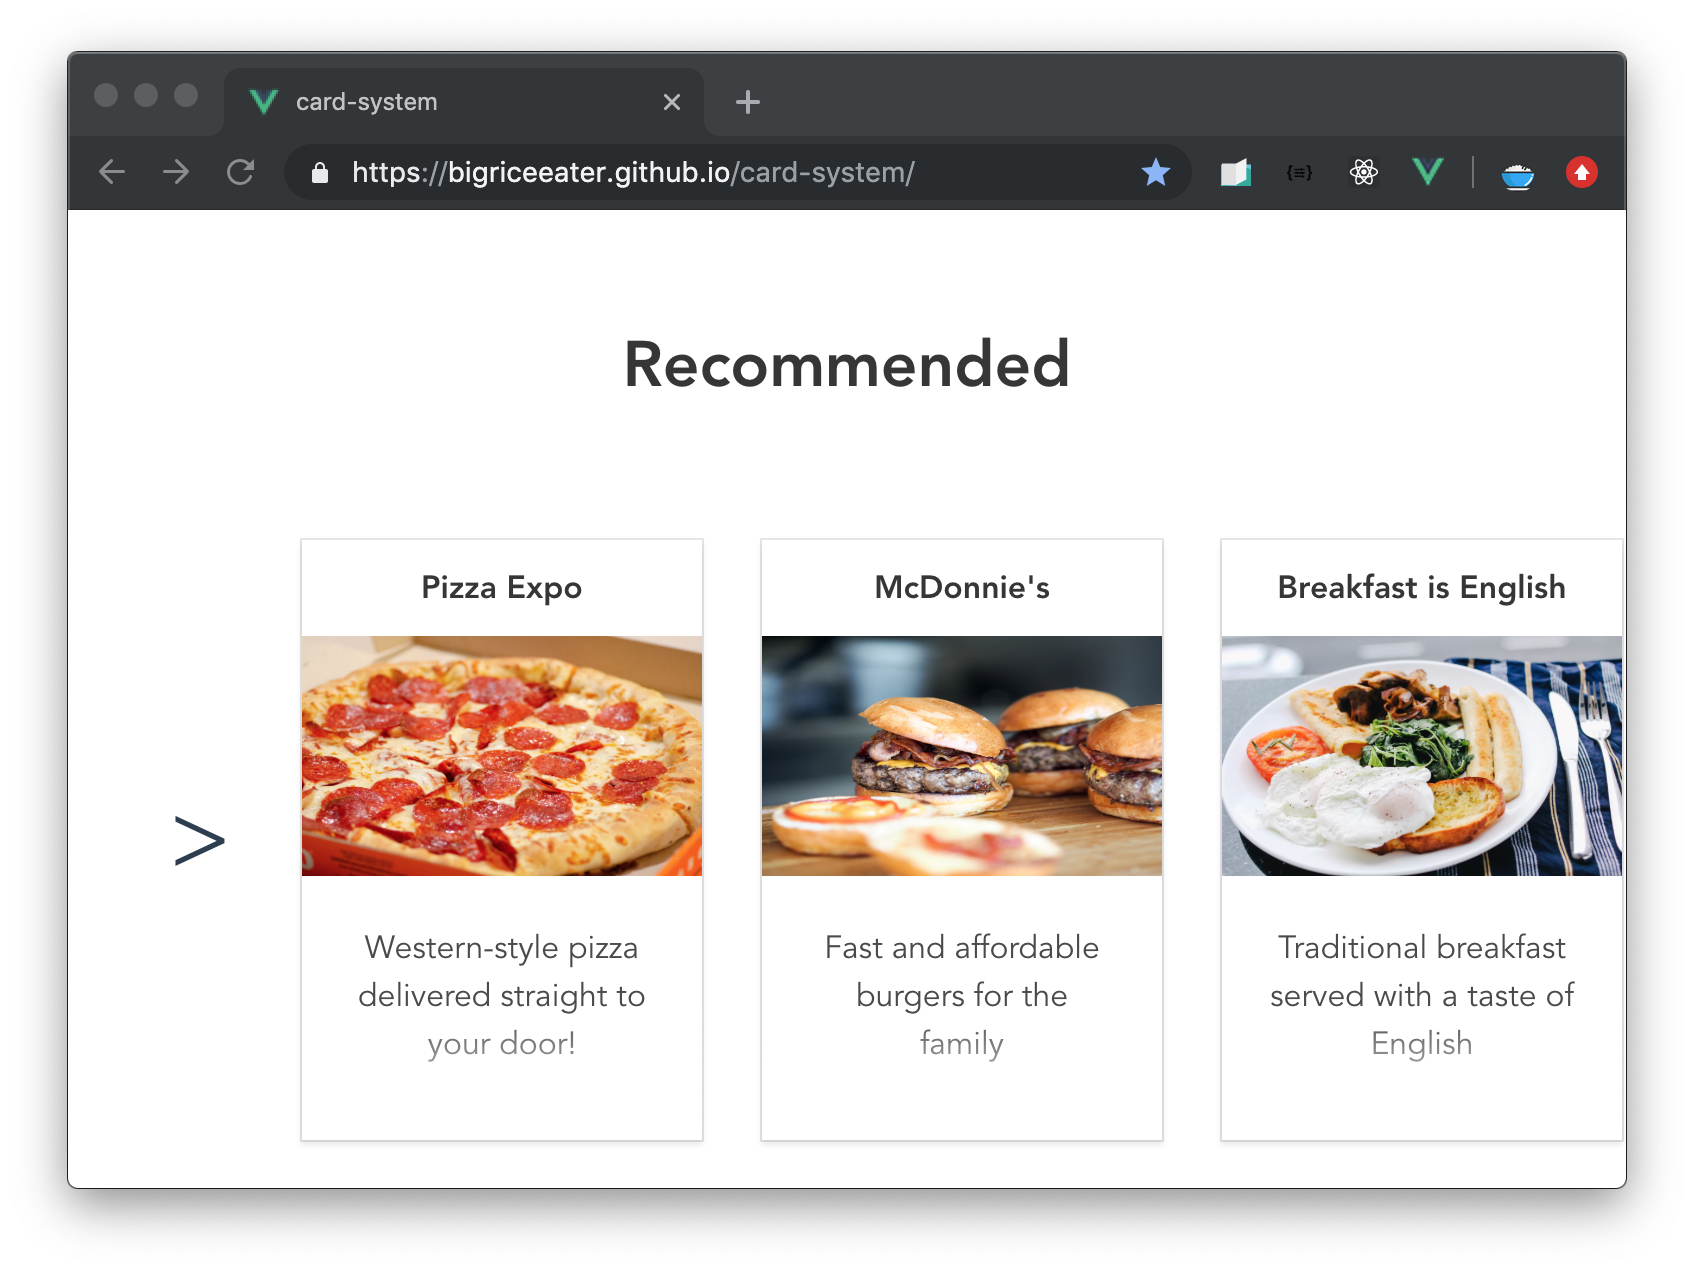 card-system
https://bigriceeater.github.io/card-system/
Recommended
>
Pizza Expo
Western-style pizza
delivered straight to
your door!
McDonnie's
Fast and affordable
burgers for the
family
Breakfast is English
Traditional breakfast
served with a taste of
English